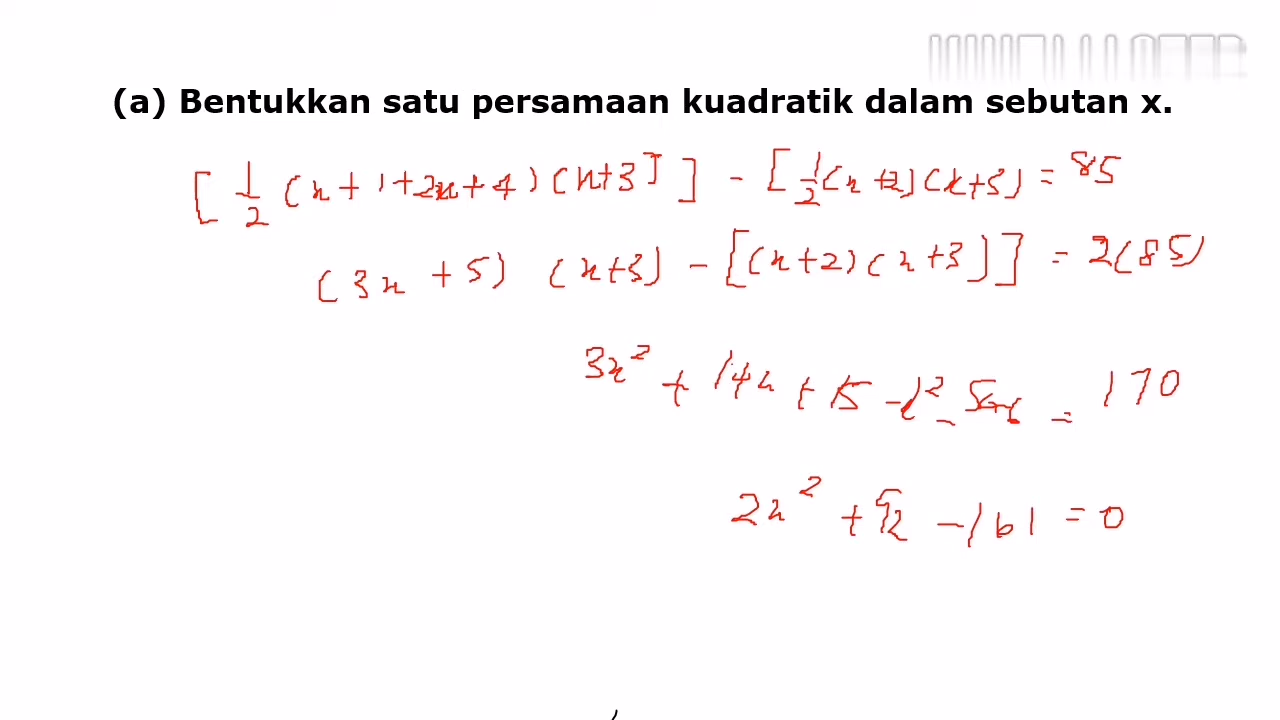 (a) Bentukkan satu persamaan kuadratik dalam sebutan x.
[ 1/2 (x + 1 + 2x + 4) (x + 3) ] - [ 1/2 (x + 2) (x + 3) = 85
(3x + 5) (x + 3) - [(x + 2) (x + 3)] = 2(85)
3x² + 14x + 15 - x² - 5x - 6 = 170
2x² + 9x - 161 = 0